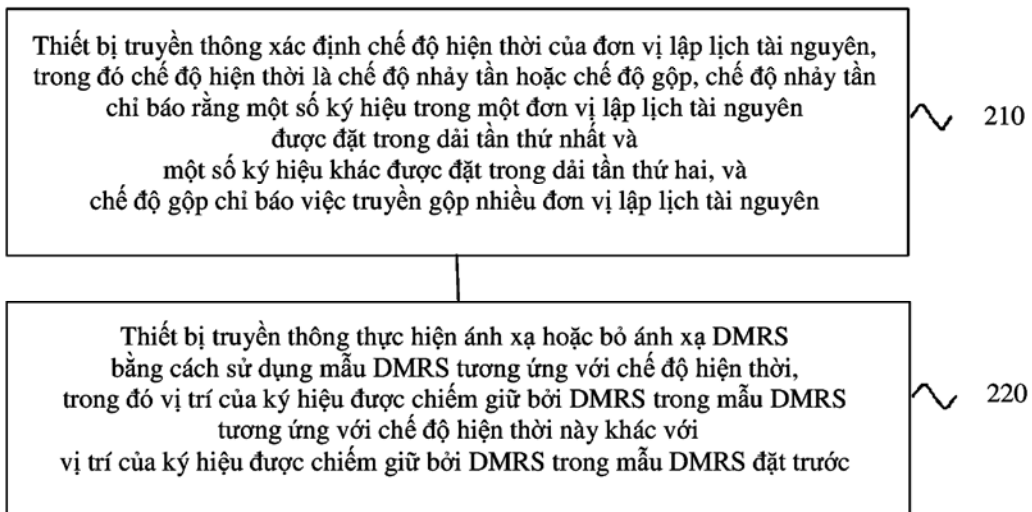 Thiết bị truyền thông xác định chế độ hiện thời của đơn vị lập lịch tài nguyên,
trong đó chế độ hiện thời là chế độ nhảy tần hoặc chế độ gộp, chế độ nhảy tần
chỉ báo rằng một số ký hiệu trong một đơn vị lập lịch tài nguyên
được đặt trong dải tần thứ nhất và
một số ký hiệu khác được đặt trong dải tần thứ hai, và
chế độ gộp chỉ báo việc truyền gộp nhiều đơn vị lập lịch tài nguyên
210
Thiết bị truyền thông thực hiện ánh xạ hoặc bỏ ánh xạ DMRS
bằng cách sử dụng mẫu DMRS tương ứng với chế độ hiện thời,
trong đó vị trí của ký hiệu được chiếm giữ bởi DMRS trong mẫu DMRS
tương ứng với chế độ hiện thời này khác với
vị trí của ký hiệu được chiếm giữ bởi DMRS trong mẫu DMRS đặt trước
220